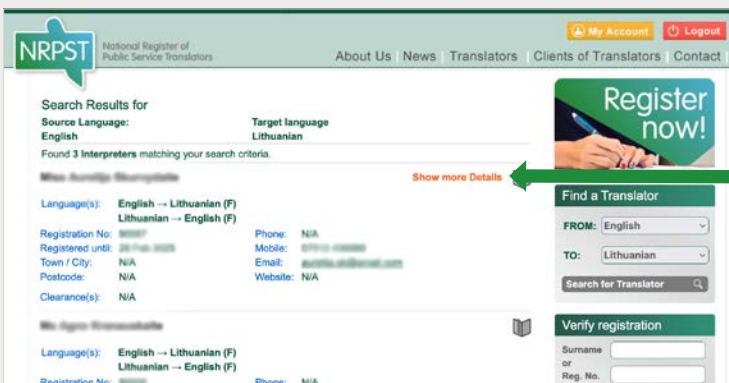 My Account
Logout
NRPST
National Register of
Public Service Translators
About Us
News
Translators
Clients of Translators
Contact
Search Results for
Source Language:
Target language
English
Lithuanian
Found 3 Interpreters matching your search criteria.
Show more Details
Language(s): English → Lithuanian (F)
Lithuanian → English (F)
Registration No:
Phone: N/A
Registered until:
Mobile:
Town / City: N/A
Email:
Postcode: N/A
Website: N/A
Clearance(s): N/A
Language(s): English → Lithuanian (F)
Lithuanian → English (F)
Registration No:
Phone: N/A
Register
now!
Find a Translator
FROM: English
TO: Lithuanian
Search for Translator
Verify registration
Surname
or
Reg. No.